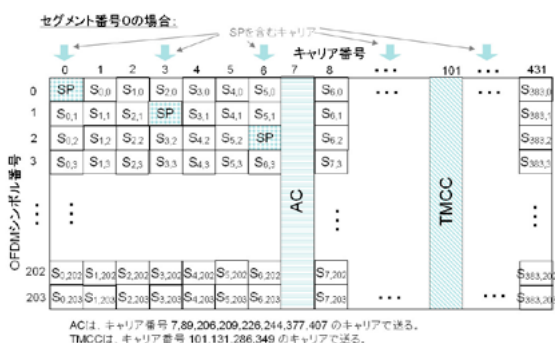 セグメント番号0の場合:
SPを含むキャリア
キャリア番号
0 1 2 3 4 5 6 7 8 ・・・ 101 ・・・ 431
OFDMシンボル番号
0 SP S0,0 S1,0 S2,0 S3,0 S4,0 S5,0 S6,0 ・・・ ・・・ S383,0
1 S0,1 S1,1 S2,1 SP S3,1 S4,1 S5,1 S6,1 S383,1
2 S0,2 S1,2 S2,2 S3,2 S4,2 S5,2 SP S6,2 S383,2
3 S0,3 S1,3 S2,3 S3,3 S4,3 S5,3 S6,3 S7,3 S383,3
AC
TMCC
202 S0,202 S1,202 S2,202 S3,202 S4,202 S5,202 S6,202 S7,202 S383,202
203 S0,203 S1,203 S2,203 S3,203 S4,203 S5,203 S6,203 S7,203 ・・・ ・・・ S383,203
ACは、キャリア番号 7,89,206,209,226,244,377,407 のキャリアで送る。
TMCCは、キャリア番号 101,131,286,349 のキャリアで送る。